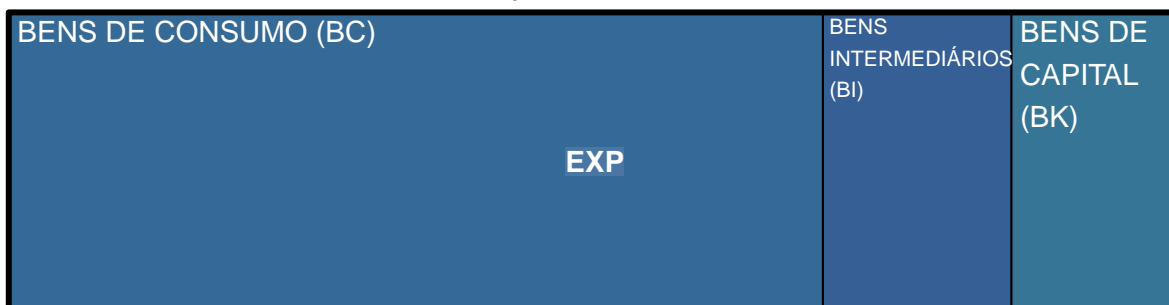 BENS DE CONSUMO (BC)
BENS
INTERMEDIÁRIOS
(BI)
BENS DE
CAPITAL
(BK)
EXP